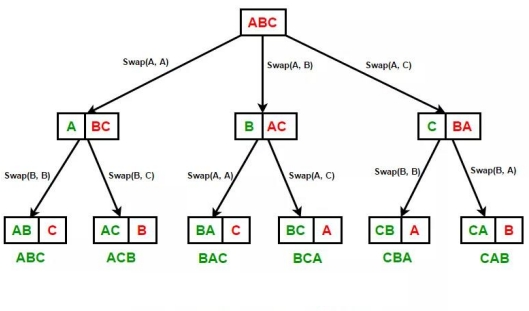 ABC
Swap(A, A) Swap(A, B) Swap(A, C)
A BC B AC C BA
Swap(B, B) Swap(B, C) Swap(A, A) Swap(A, C) Swap(B, B) Swap(B, A)
AB C AC B BA C BC A CB A CA B
ABC ACB BAC BCA CBA CAB